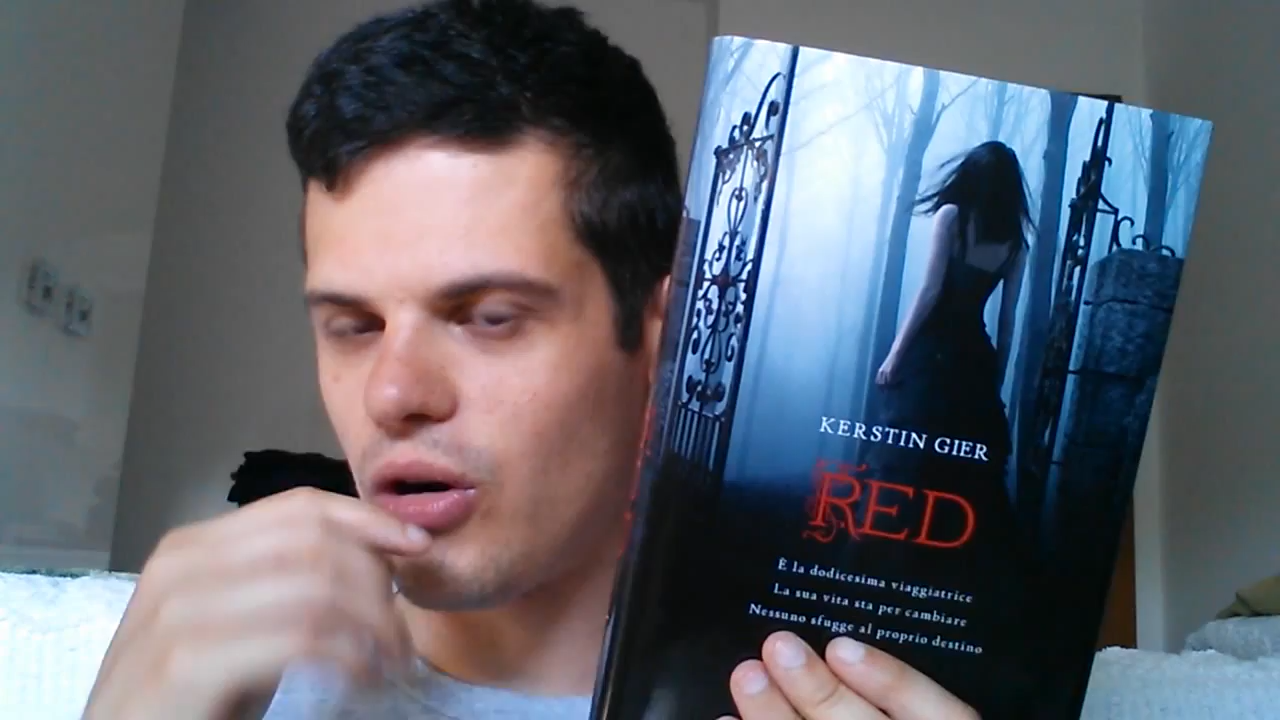 KERSTIN GIER
RED
È la dodicesima viaggiatrice
La sua vita sta per cambiare
Nessuno sfugge al proprio destino